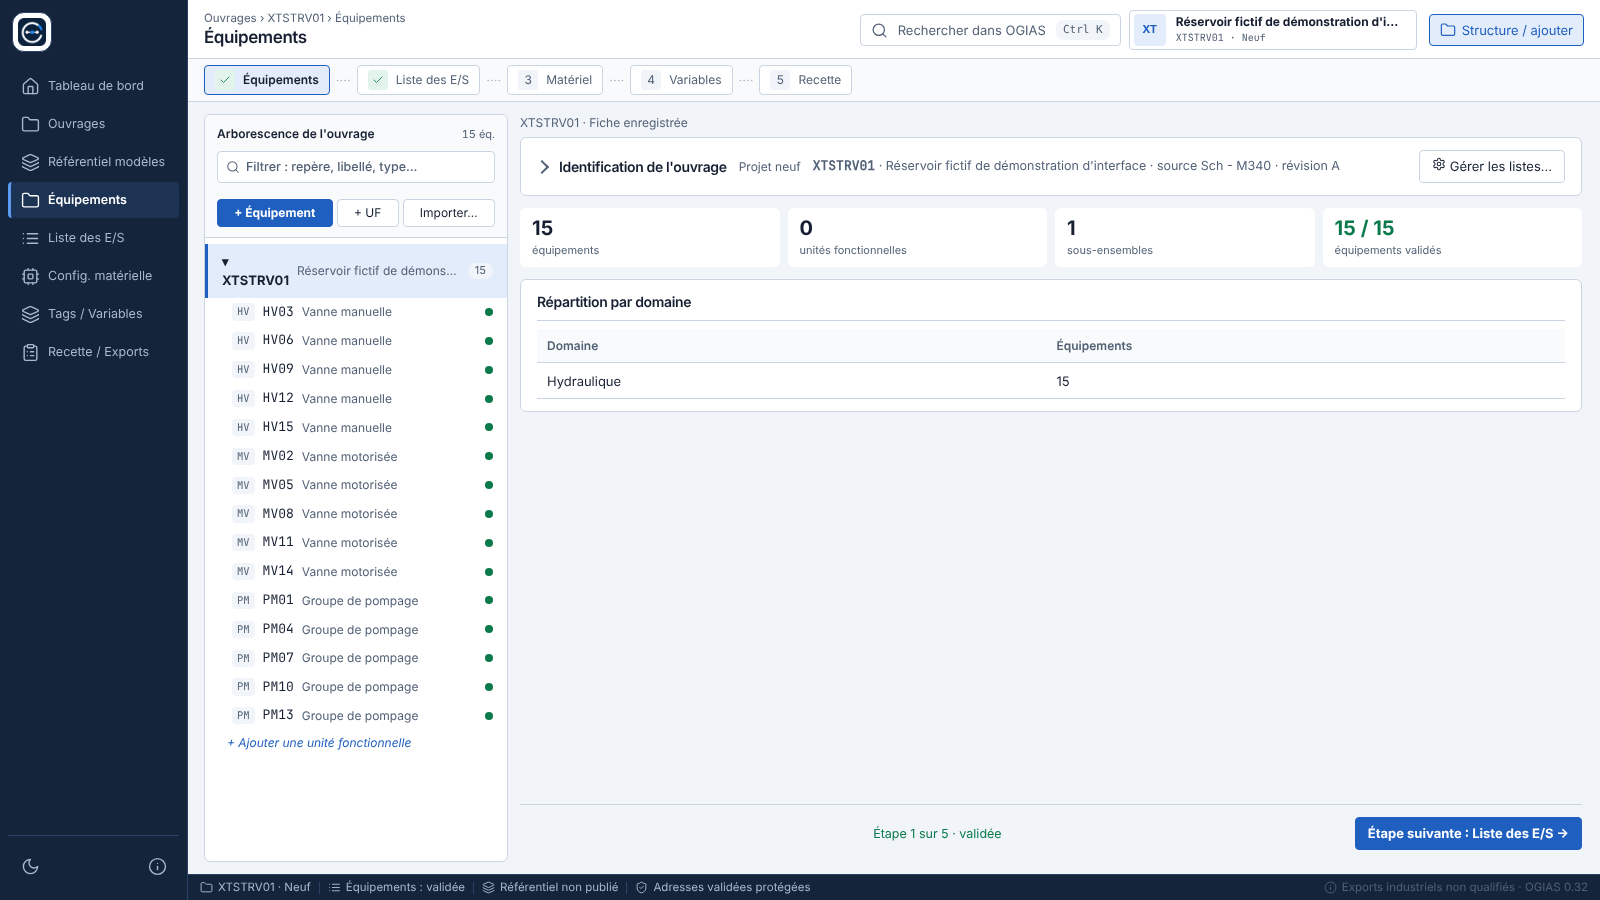 Ouvrages › XTSTRV01 › Équipements
Équipements
Rechercher dans OGIAS Ctrl K
XT
Réservoir fictif de démonstration d'i...
XTSTRV01 · Neuf
Structure / ajouter
Tableau de bord
Ouvrages
Référentiel modèles
Équipements
Liste des E/S
Config. matérielle
Tags / Variables
Recette / Exports
Équipements
Liste des E/S
3 Matériel
4 Variables
5 Recette
Arborescence de l'ouvrage 15 éq.
Filtrer : repère, libellé, type...
+ Équipement
+ UF
Importer...
▼
XTSTRV01 Réservoir fictif de démons... 15
HV HV03 Vanne manuelle
HV HV06 Vanne manuelle
HV HV09 Vanne manuelle
HV HV12 Vanne manuelle
HV HV15 Vanne manuelle
MV MV02 Vanne motorisée
MV MV05 Vanne motorisée
MV MV08 Vanne motorisée
MV MV11 Vanne motorisée
MV MV14 Vanne motorisée
PM PM01 Groupe de pompage
PM PM04 Groupe de pompage
PM PM07 Groupe de pompage
PM PM10 Groupe de pompage
PM PM13 Groupe de pompage
+ Ajouter une unité fonctionnelle
XTSTRV01 · Fiche enregistrée
Identification de l'ouvrage Projet neuf XTSTRV01 · Réservoir fictif de démonstration d'interface · source Sch - M340 · révision A
Gérer les listes...
15
équipements
0
unités fonctionnelles
1
sous-ensembles
15 / 15
équipements validés
Répartition par domaine
Domaine Équipements
Hydraulique 15
Étape 1 sur 5 · validée
Étape suivante : Liste des E/S →
XTSTRV01 · Neuf
Équipements : validée
Référentiel non publié
Adresses validées protégées
Exports industriels non qualifiés · OGIAS 0.32